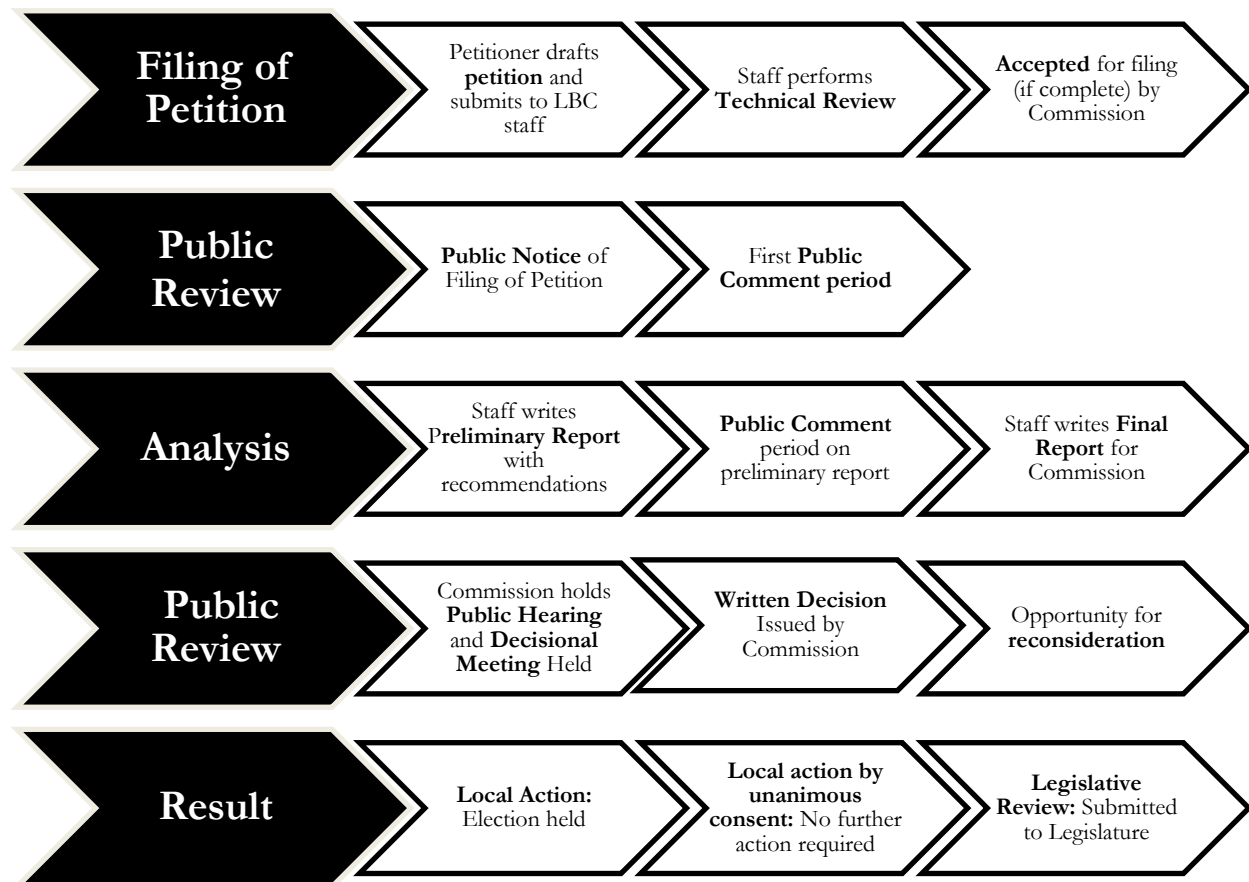 Filing of
Petition
Petitioner drafts
petition and
submits to LBC
staff
Staff performs
Technical Review
Accepted for filing
(if complete) by
Commission
Public
Review
Public Notice of
Filing of Petition
First Public
Comment period
Analysis
Staff writes
Preliminary Report
with
recommendations
Public Comment
period on
preliminary report
Staff writes Final
Report for
Commission
Public
Review
Commission holds
Public Hearing
and Decisional
Meeting Held
Written Decision
Issued by
Commission
Opportunity for
reconsideration
Result
Local Action:
Election held
Local action by
unanimous
consent: No further
action required
Legislative
Review: Submitted
to Legislature